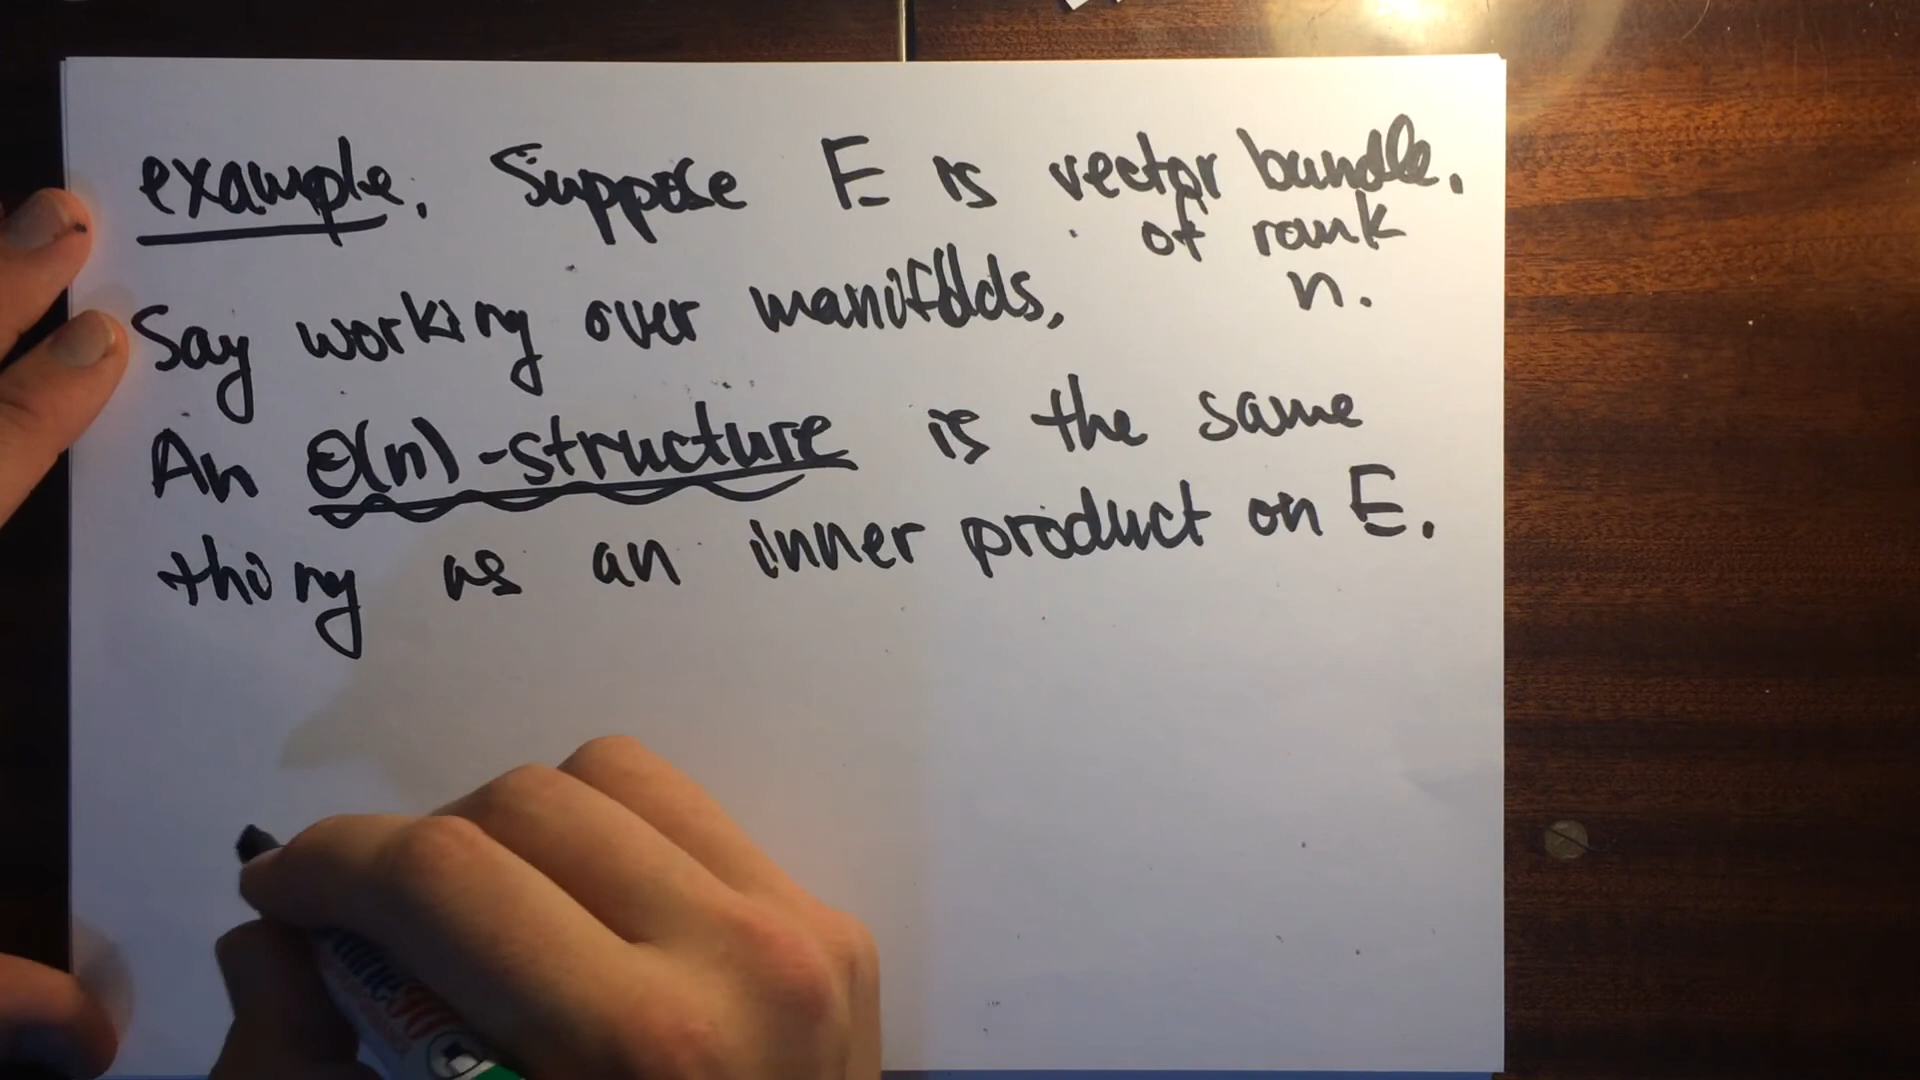 example. Suppose E is vector bundle.
of rank
n.
Say working over manifolds,
An O(n)-structure is the same
thing as an inner product on E.